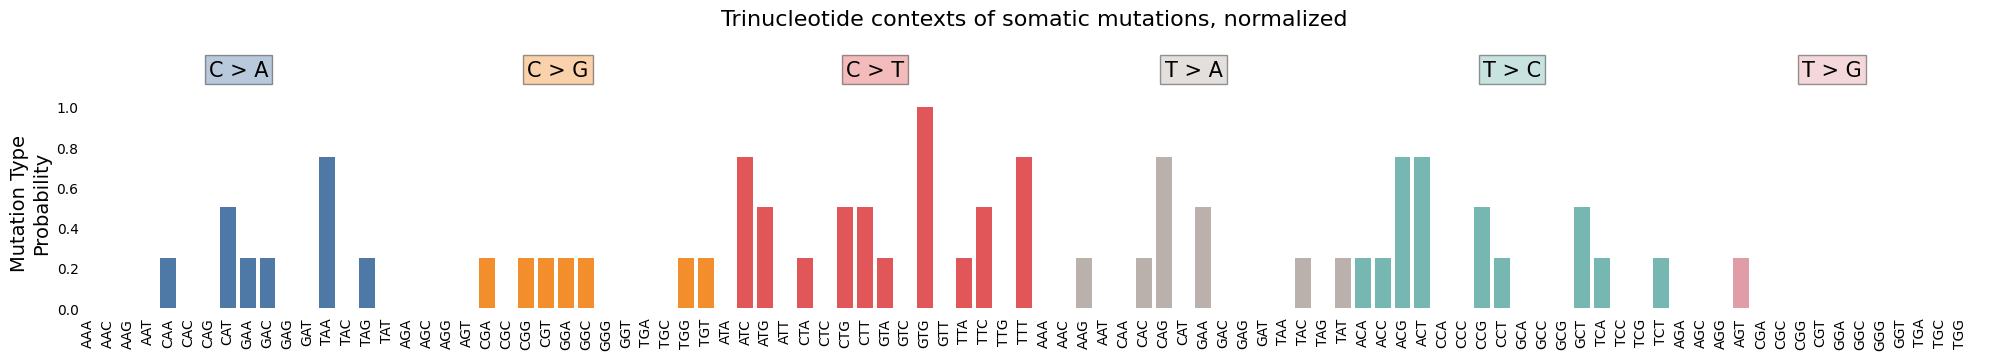 Trinucleotide contexts of somatic mutations, normalized
C > A C > G C > T T > A T > C T > G
Mutation Type
Probability
1.0
0.8
0.6
0.4
0.2
0.0
AAA AAC AAG AAT CAA CAC CAG CAT GAA GAC GAG GAT TAA TAC TAG TAT AGA AGC AGG AGT CGA CGC CGG CGT GGA GGC GGG GGT TGA TGC TGG TGT ATA ATC ATG ATT CTA CTC CTG CTT GTA GTC GTG GTT TTA TTC TTG TTT AAA AAC AAG AAT CAA CAC CAG CAT GAA GAC GAG GAT TAA TAC TAG TAT ACA ACC ACG ACT CCA CCC CCG CCT GCA GCC GCG GCT TCA TCC TCG TCT AGA AGC AGG AGT CGA CGC CGG CGT GGA GGC GGG GGT TGA TGC TGG